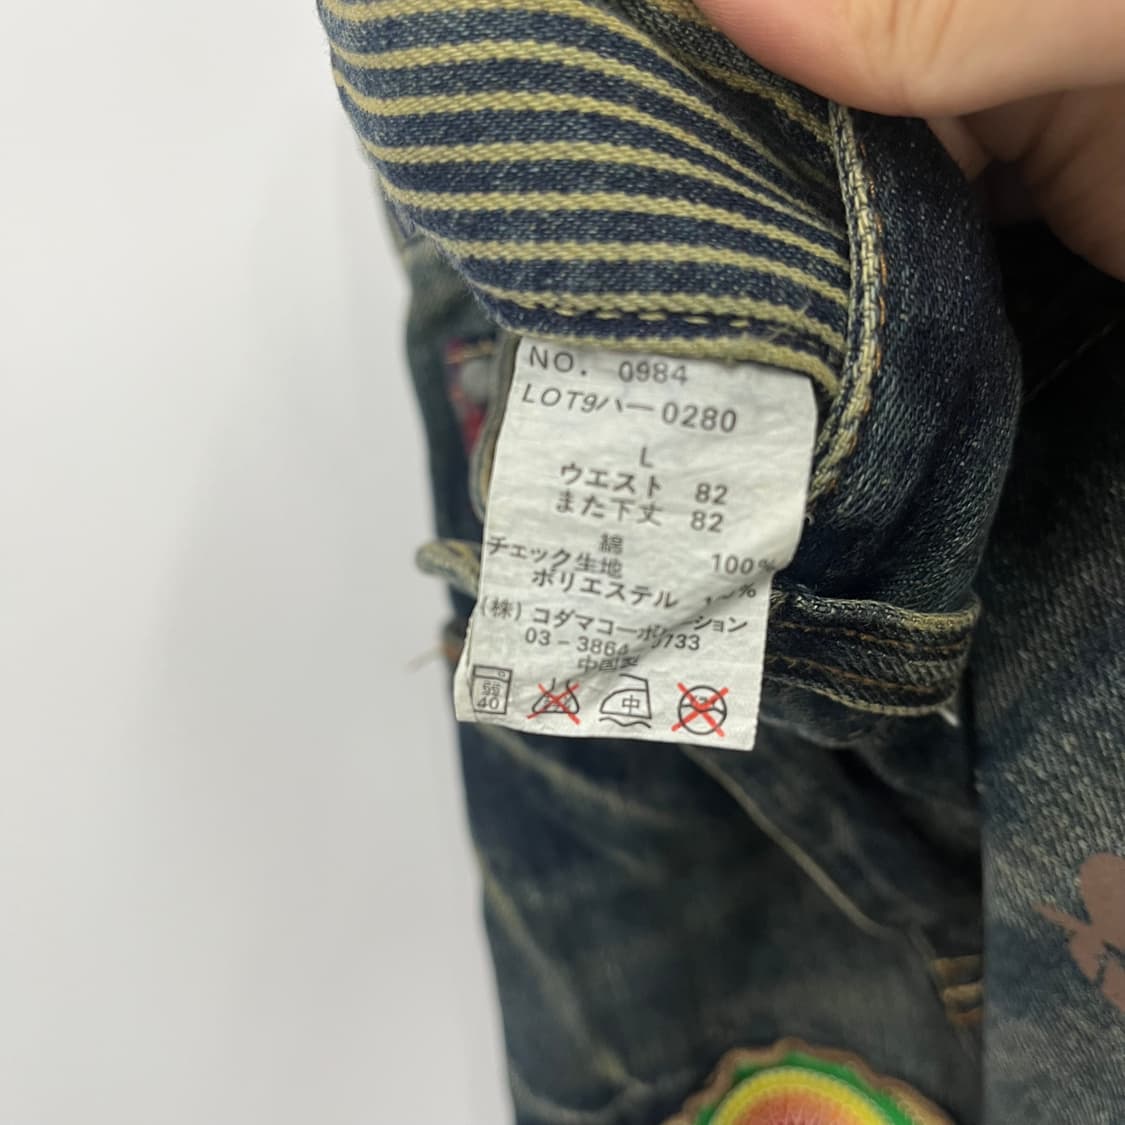 NO. 0984
LOT9ハー0280
L
ウエスト 82
また下丈 82
綿 100%
チェック生地
ポリエステル
(株)コダマコーポレーション
03-3864-
中国製
弱
40
中